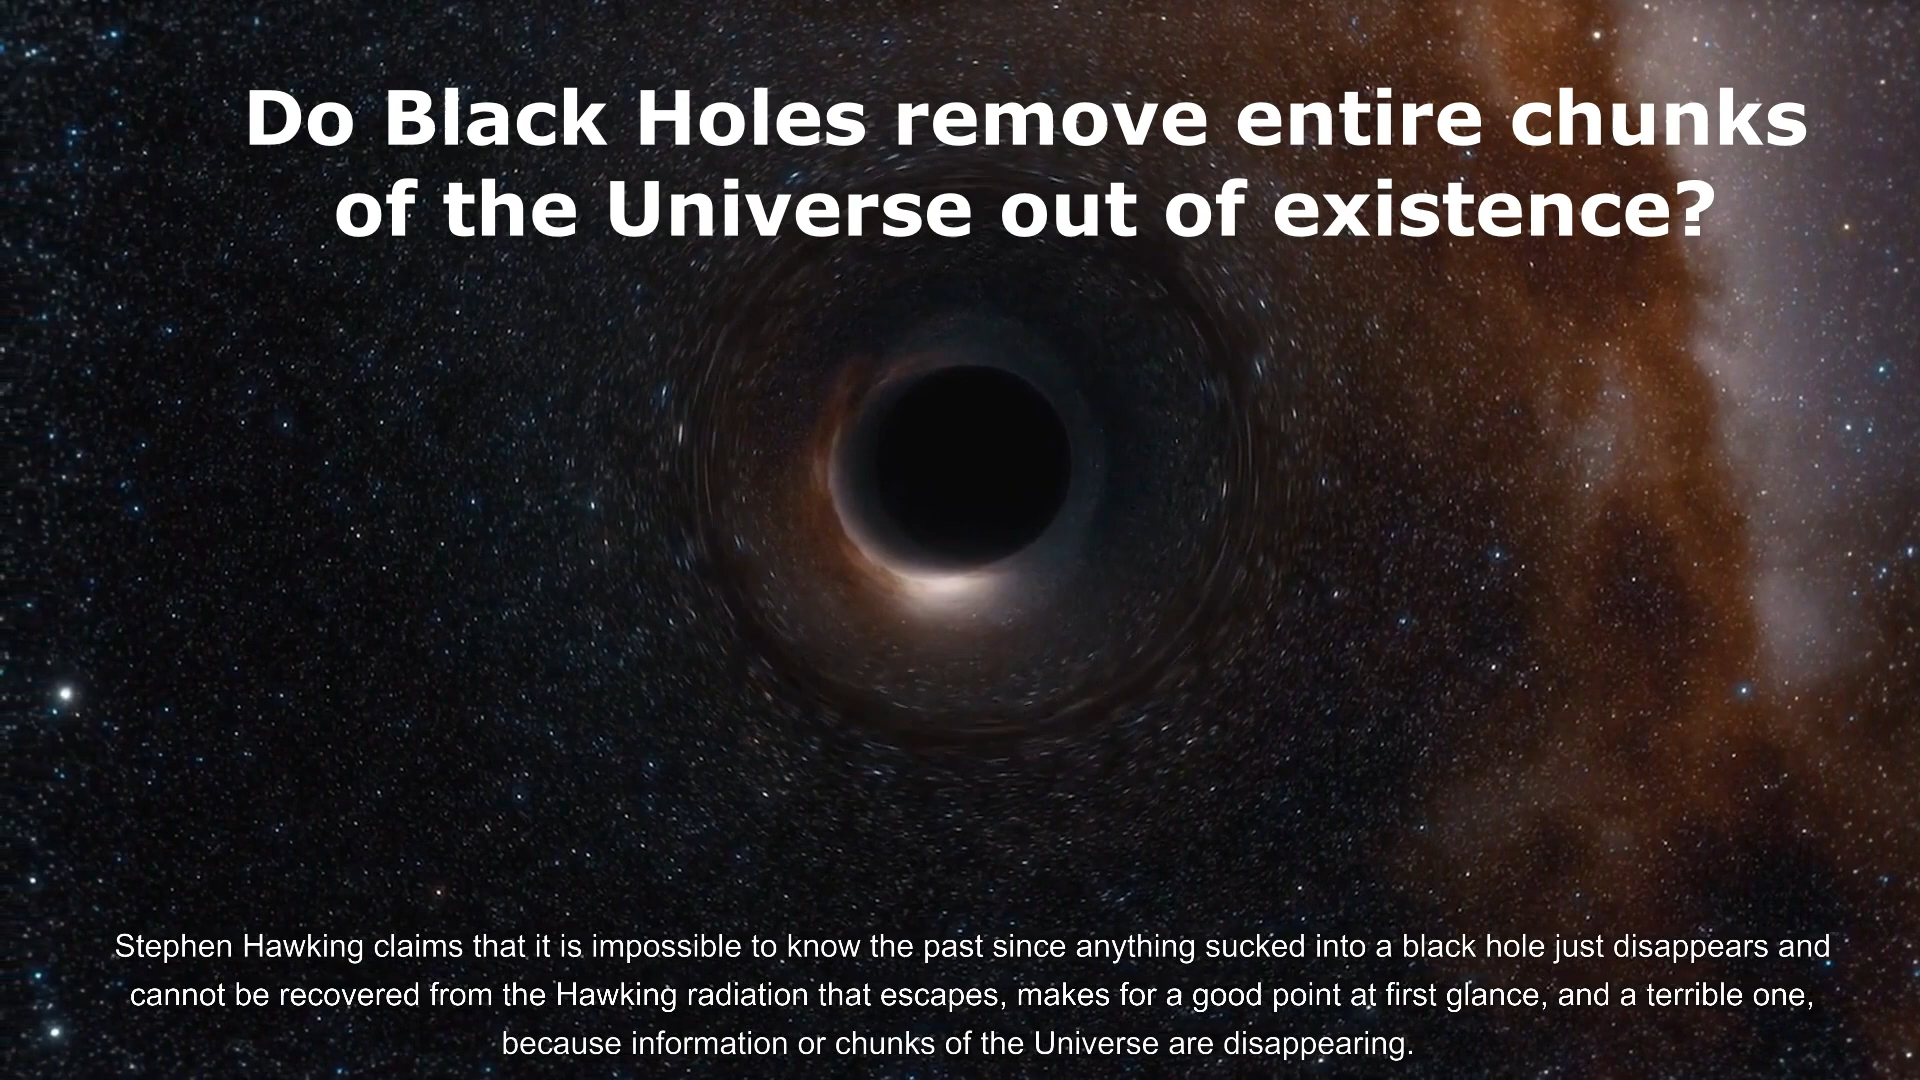 Do Black Holes remove entire chunks
of the Universe out of existence?
Stephen Hawking claims that it is impossible to know the past since anything sucked into a black hole just disappears and
cannot be recovered from the Hawking radiation that escapes, makes for a good point at first glance, and a terrible one,
because information or chunks of the Universe are disappearing.